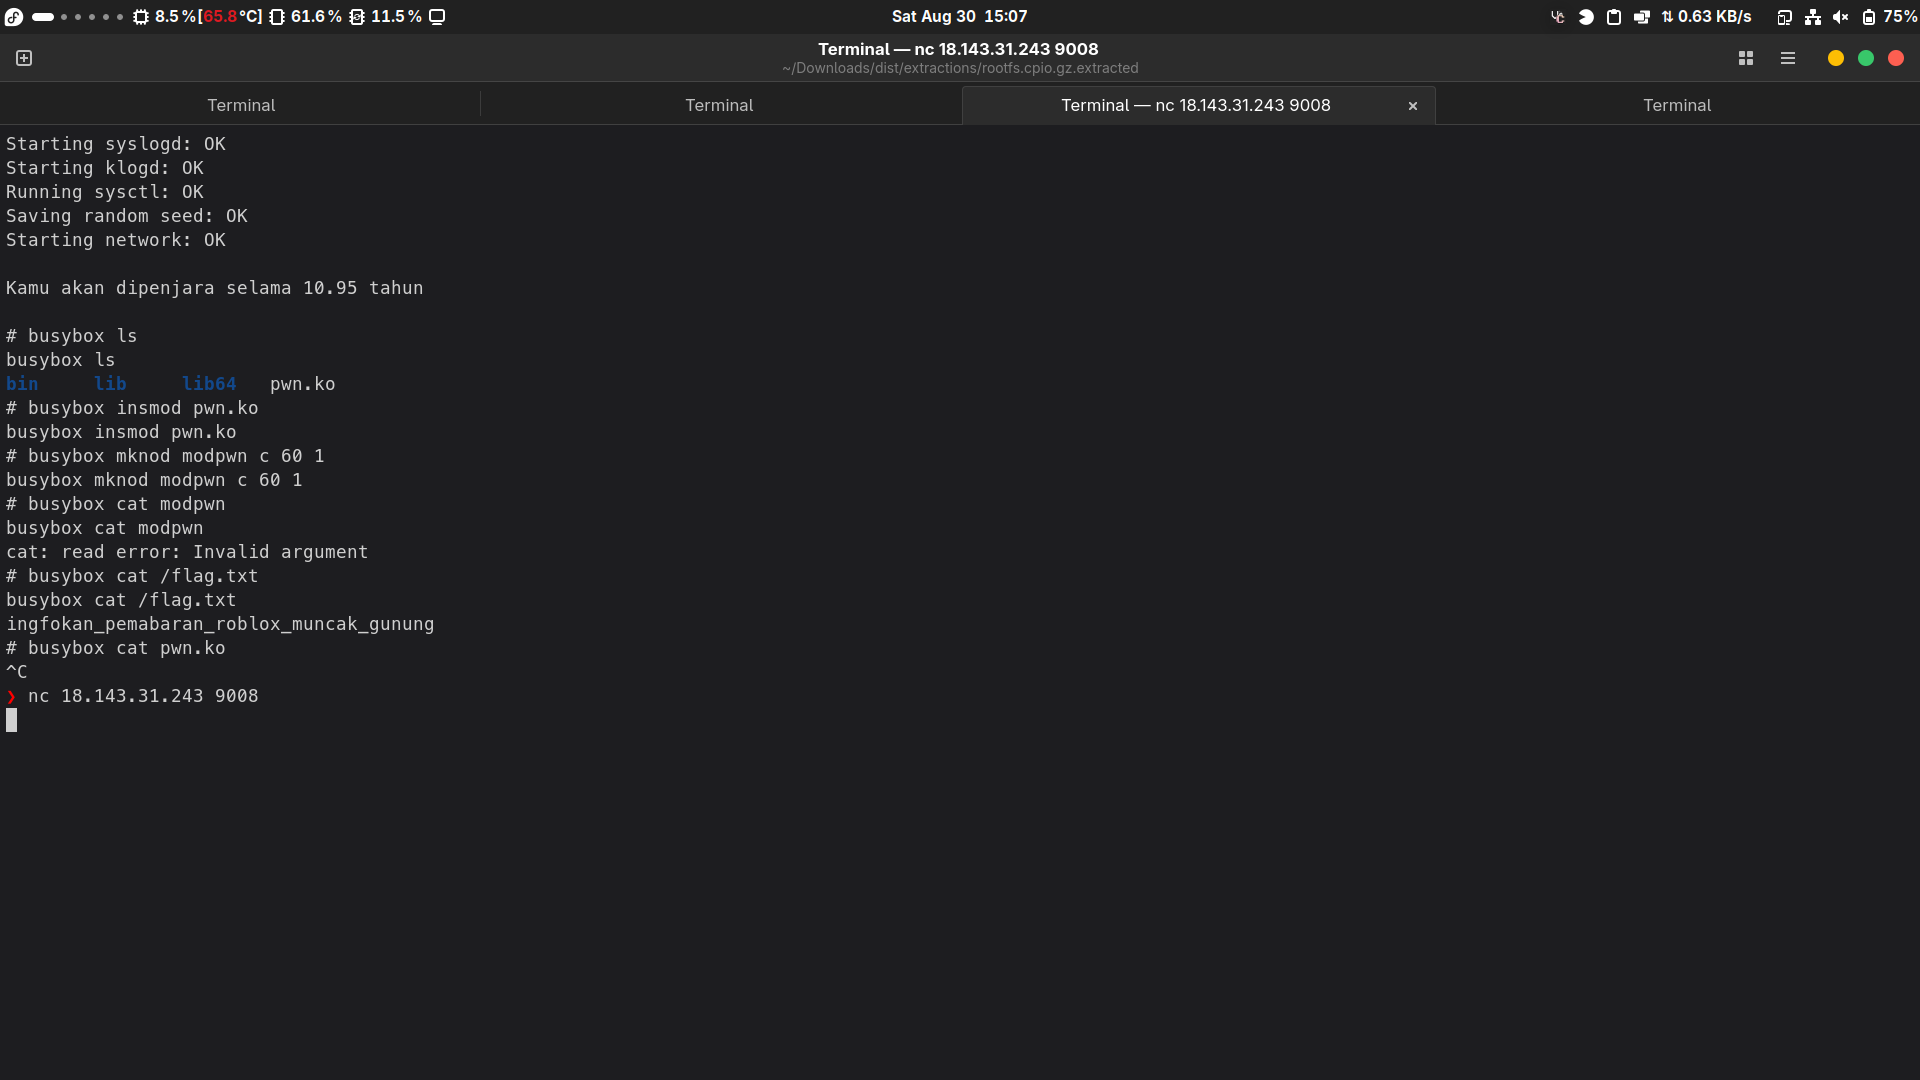 8.5 % [65.8 °C] 61.6 % 11.5 % Sat Aug 30 15:07 0.63 KB/s 75%
Terminal — nc 18.143.31.243 9008
~/Downloads/dist/extractions/rootfs.cpio.gz.extracted
Terminal Terminal Terminal — nc 18.143.31.243 9008 × Terminal
Starting syslogd: OK
Starting klogd: OK
Running sysctl: OK
Saving random seed: OK
Starting network: OK
Kamu akan dipenjara selama 10.95 tahun
# busybox ls
busybox ls
bin lib lib64 pwn.ko
# busybox insmod pwn.ko
busybox insmod pwn.ko
# busybox mknod modpwn c 60 1
busybox mknod modpwn c 60 1
# busybox cat modpwn
busybox cat modpwn
cat: read error: Invalid argument
# busybox cat /flag.txt
busybox cat /flag.txt
ingfokan_pemabaran_roblox_muncak_gunung
# busybox cat pwn.ko
^C
❯ nc 18.143.31.243 9008